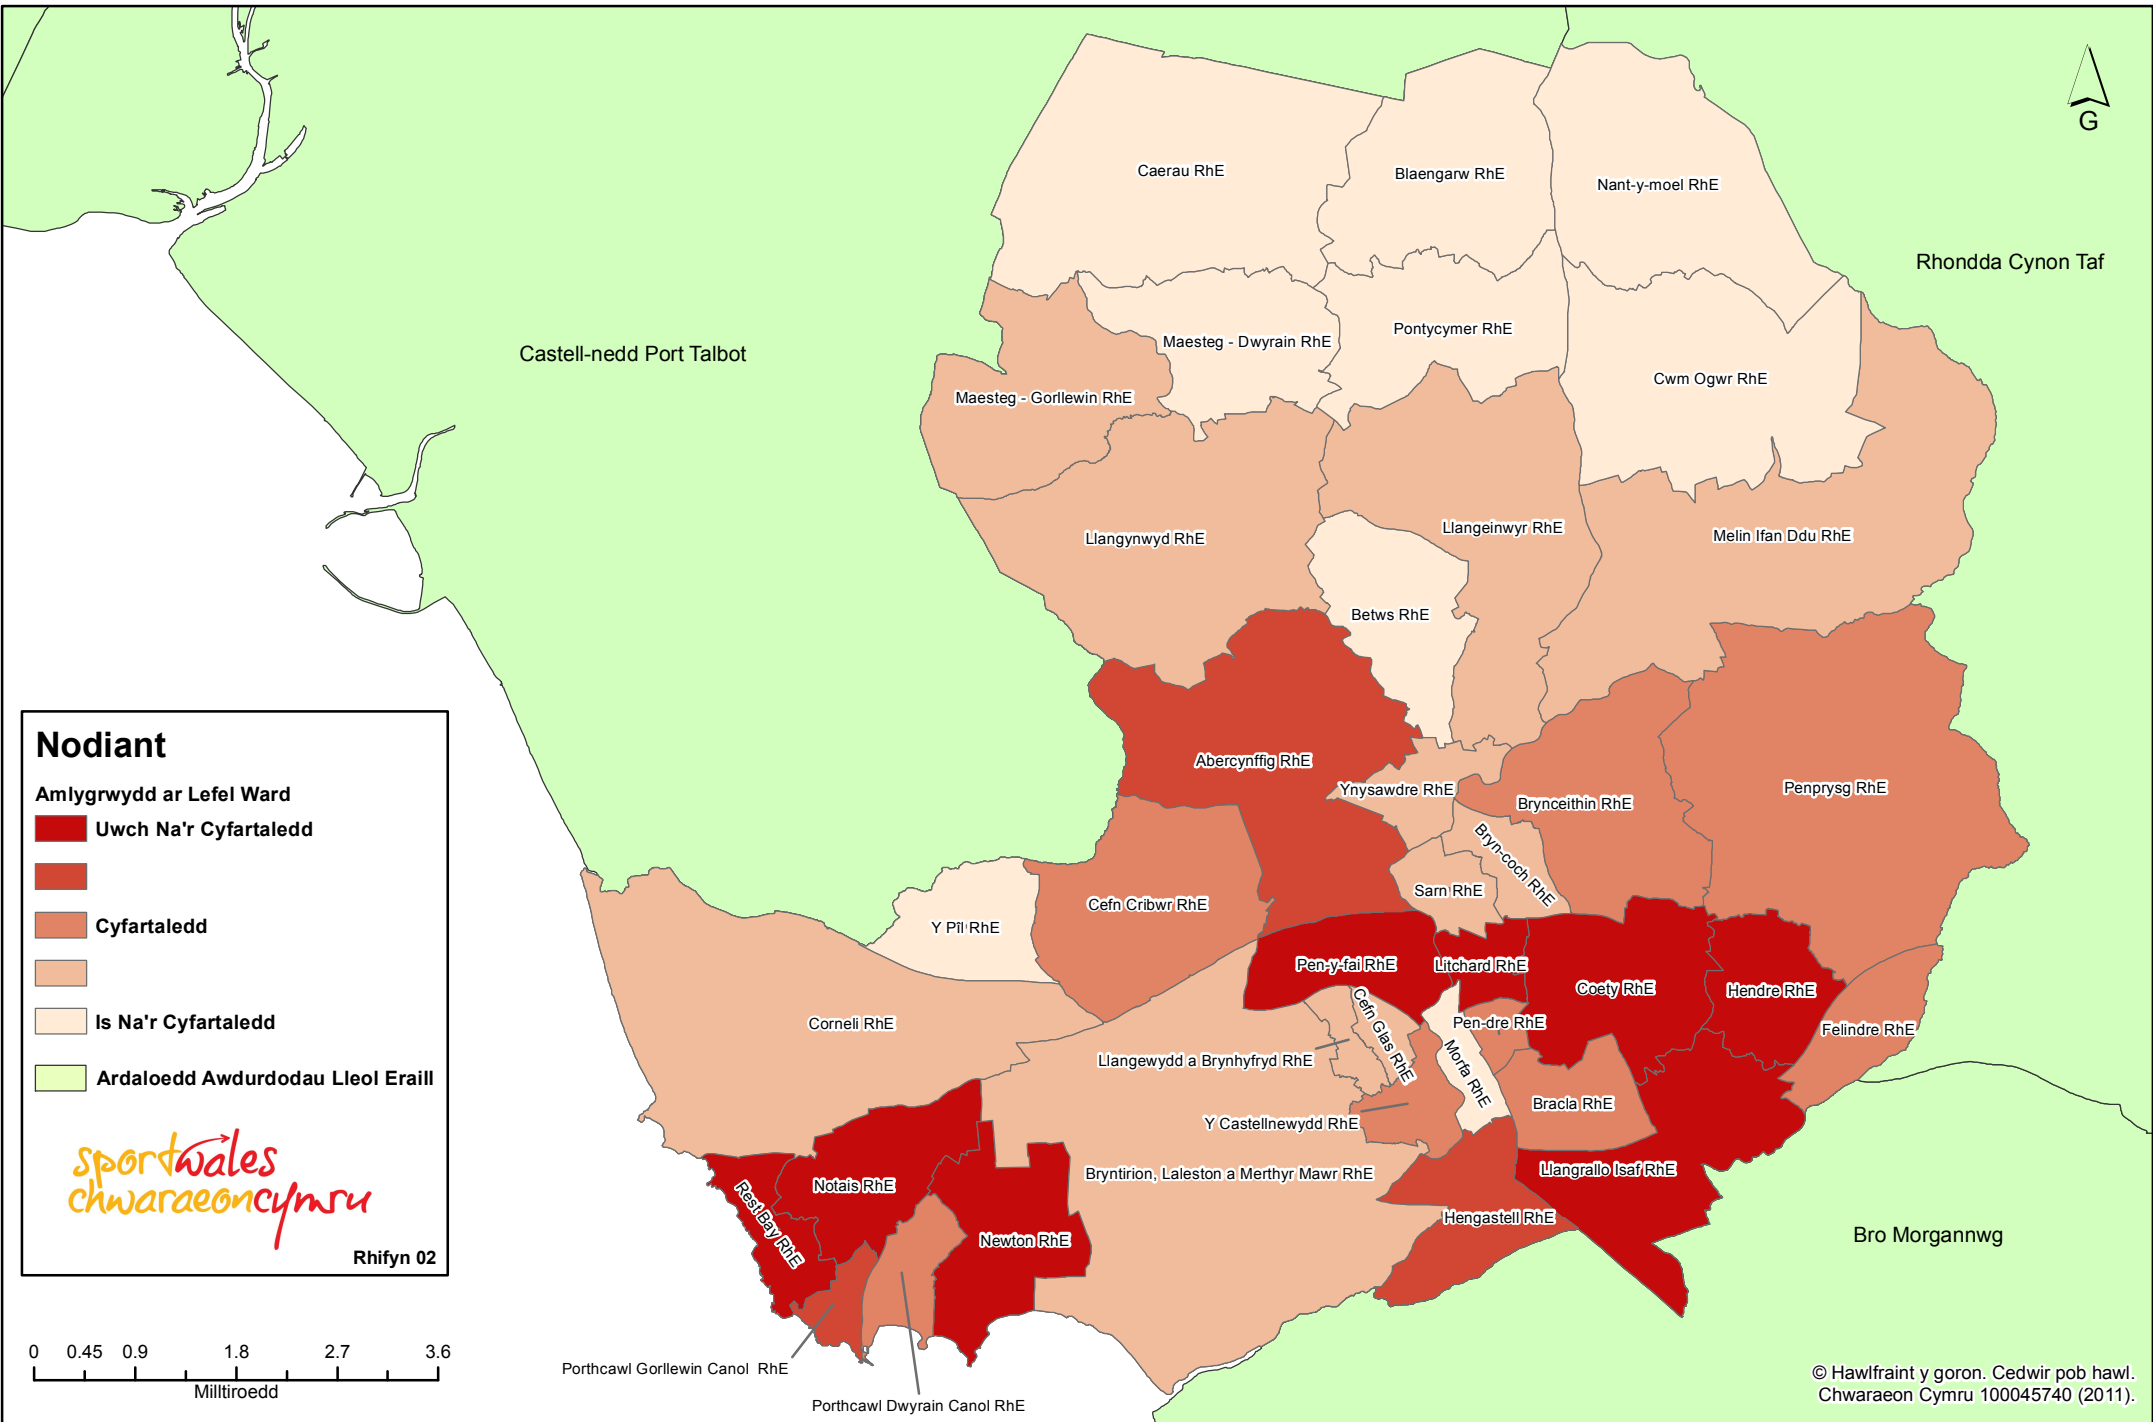 G
Caerau RhE
Blaengarw RhE
Nant-y-moel RhE
Rhondda Cynon Taf
Castell-nedd Port Talbot
Maesteg - Dwyrain RhE
Pontycymer RhE
Cwm Ogwr RhE
Maesteg - Gorllewin RhE
Llangynwyd RhE
Llangeinwyr RhE
Melin Ifan Ddu RhE
Betws RhE
Abercynffig RhE
Ynysawdre RhE
Brynceithin RhE
Penprysg RhE
Bryn-coch RhE
Sarn RhE
Cefn Cribwr RhE
Y Pîl RhE
Pen-y-fai RhE
Litchard RhE
Coety RhE
Hendre RhE
Corneli RhE
Cefn Glas RhE
Pen-dre RhE
Felindre RhE
Llangewydd a Brynhyfryd RhE
Morfa RhE
Bracla RhE
Y Castellnewydd RhE
Bryntirion, Laleston a Merthyr Mawr RhE
Llangrallo Isaf RhE
Notais RhE
Rest Bay RhE
Newton RhE
Hengastell RhE
Bro Morgannwg
Porthcawl Gorllewin Canol RhE
Porthcawl Dwyrain Canol RhE
Nodiant
Amlygrwydd ar Lefel Ward
Uwch Na'r Cyfartaledd
Cyfartaledd
Is Na'r Cyfartaledd
Ardaloedd Awdurdodau Lleol Eraill
sportwales
chwaraeoncymru
Rhifyn 02
0 0.45 0.9 1.8 2.7 3.6
Milltiroedd
© Hawlfraint y goron. Cedwir pob hawl.
Chwaraeon Cymru 100045740 (2011).